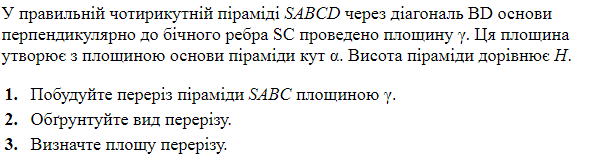 У правильній чотирикутній піраміді SABCD через діагональ BD основи
перпендикулярно до бічного ребра SC проведено площину γ. Ця площина
утворює з площиною основи піраміди кут α. Висота піраміди дорівнює H.
1. Побудуйте переріз піраміди SABC площиною γ.
2. Обґрунтуйте вид перерізу.
3. Визначте площу перерізу.